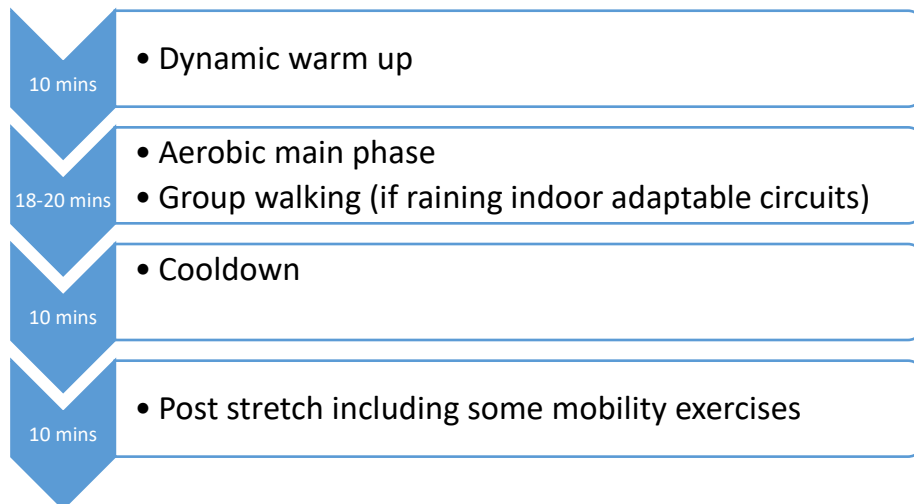 10 mins
• Dynamic warm up
18-20 mins
• Aerobic main phase
• Group walking (if raining indoor adaptable circuits)
10 mins
• Cooldown
10 mins
• Post stretch including some mobility exercises